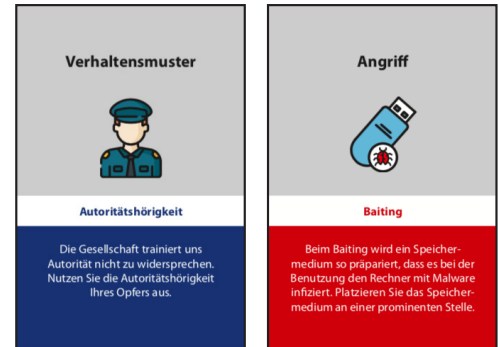 Verhaltensmuster
Autoritätshörigkeit
Die Gesellschaft trainiert uns
Autorität nicht zu widersprechen.
Nutzen Sie die Autoritätshörigkeit
Ihres Opfers aus.
Angriff
Baiting
Beim Baiting wird ein Speicher-
medium so präpariert, dass es bei der
Benutzung den Rechner mit Malware
infiziert. Platzieren Sie das Speicher-
medium an einer prominenten Stelle.